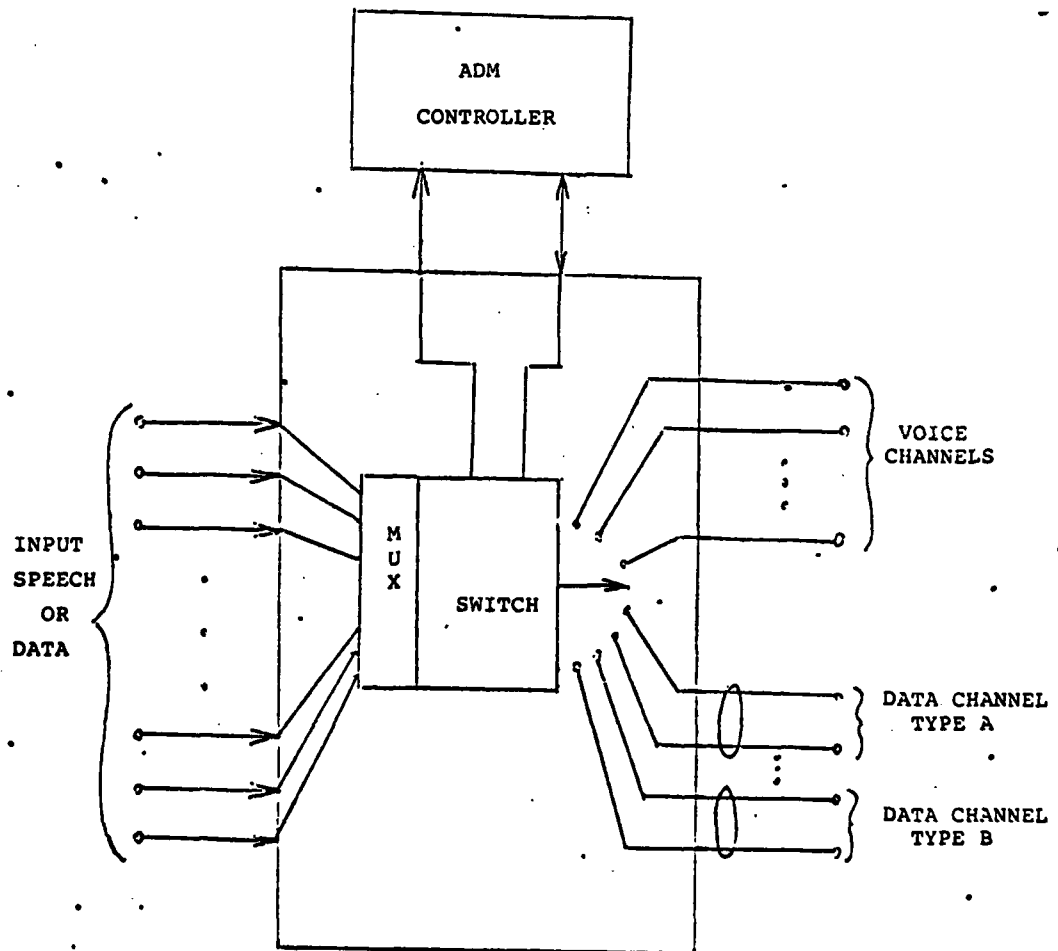 ADM
CONTROLLER
VOICE
CHANNELS
INPUT
SPEECH
OR
DATA
M
U
X
SWITCH
DATA CHANNEL
TYPE A
DATA CHANNEL
TYPE B